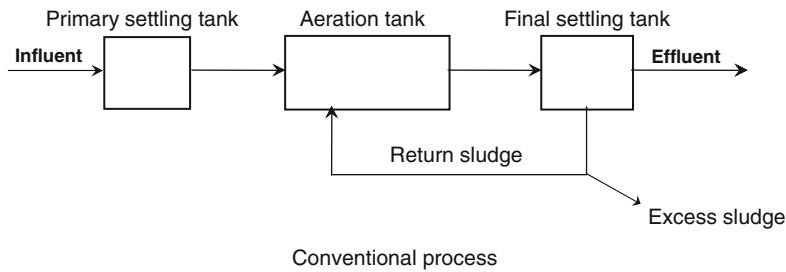 Primary settling tank
Aeration tank
Final settling tank
Influent
Effluent
Return sludge
Excess sludge
Conventional process